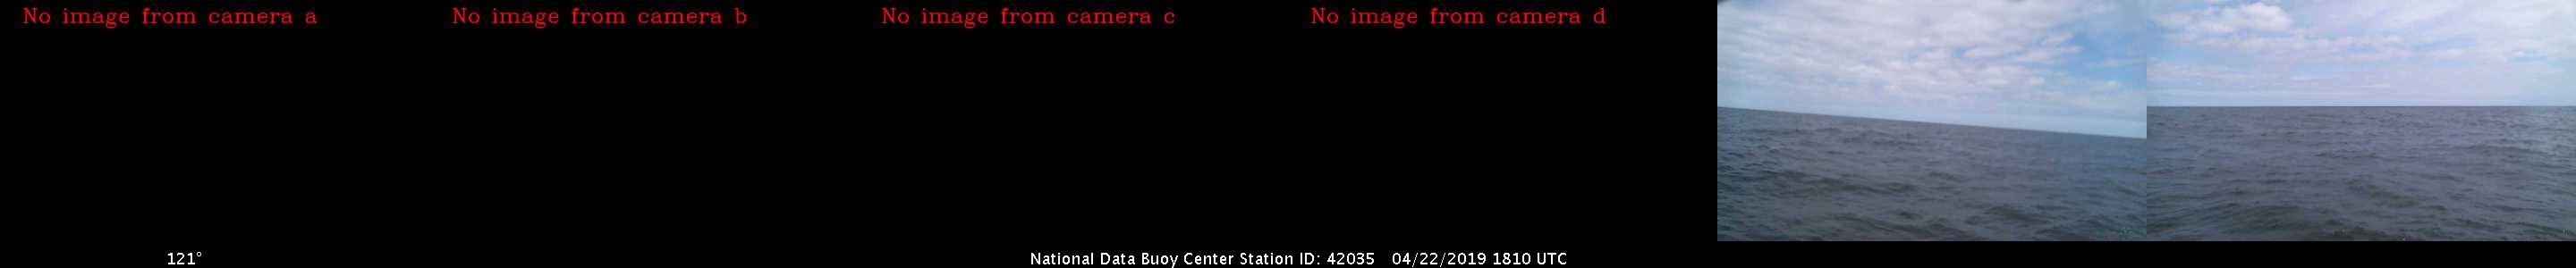 No image from camera a
No image from camera b
No image from camera c
No image from camera d
121°
National Data Buoy Center Station ID: 42035 04/22/2019 1810 UTC